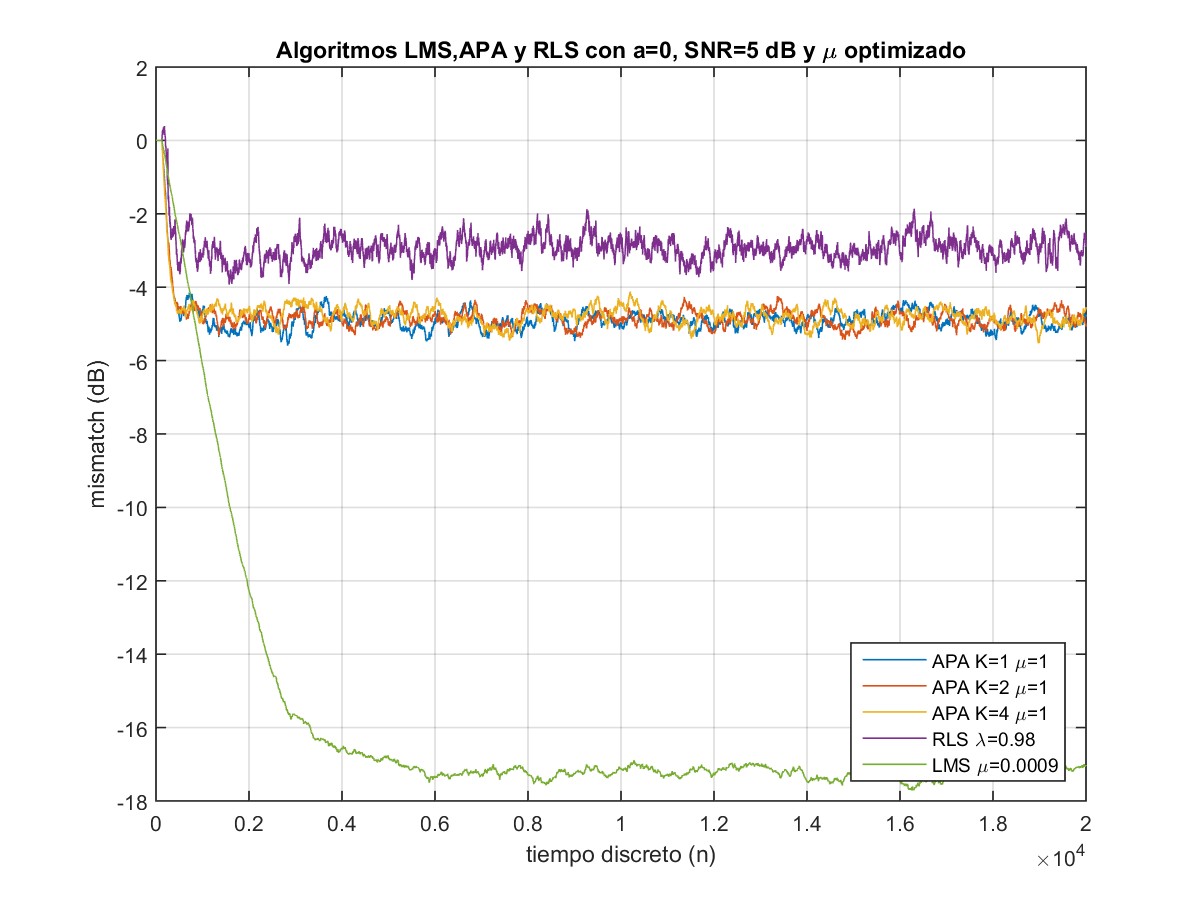 Algoritmos LMS,APA y RLS con a=0, SNR=5 dB y μ optimizado
2
0
-2
-4
-6
-8
-10
-12
-14
-16
-18
mismatch (dB)
APA K=1 μ=1
APA K=2 μ=1
APA K=4 μ=1
RLS λ=0.98
LMS μ=0.0009
0 0.2 0.4 0.6 0.8 1 1.2 1.4 1.6 1.8 2
tiempo discreto (n)
×10⁴